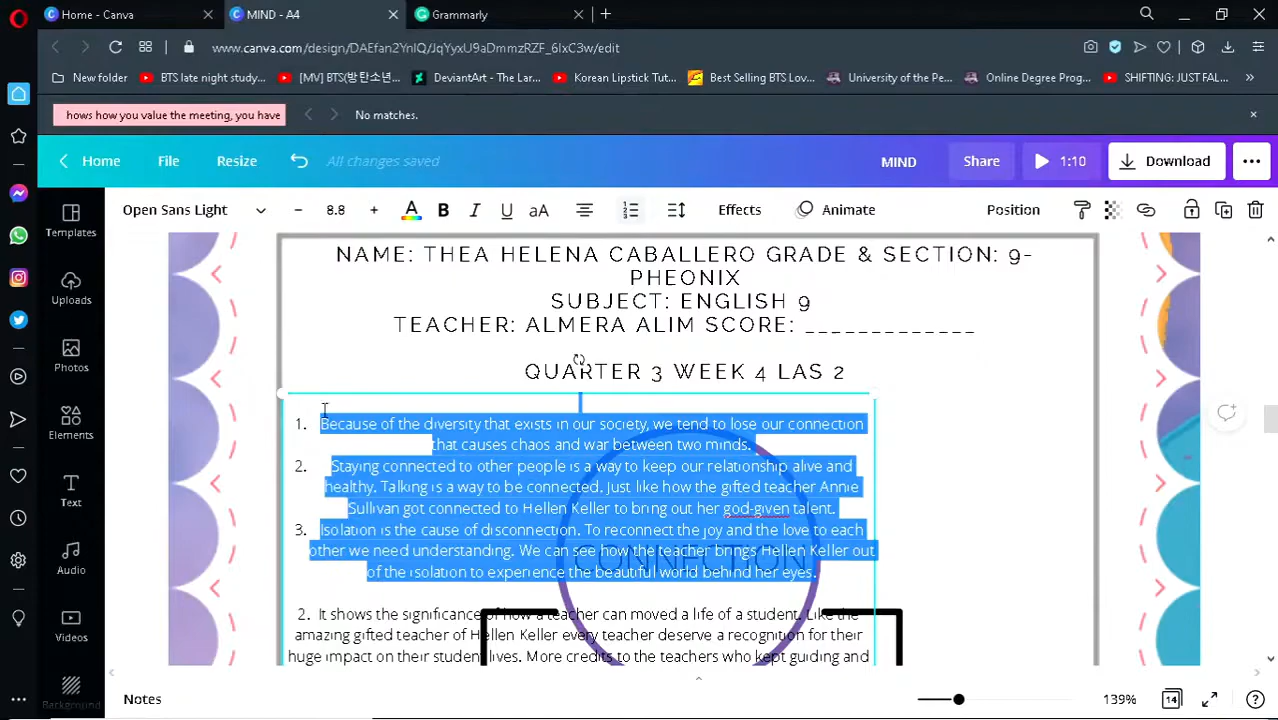 Home - Canva
MIND - A4
Grammarly
www.canva.com/design/DAEfan2YnlQ/JqYyxU9aDmmzRZF_6lxC3w/edit
New folder
BTS late night study...
[MV] BTS(방탄소년...
DeviantArt - The Lar...
Korean Lipstick Tut...
Best Selling BTS Lov...
University of the Pe...
Online Degree Prog...
SHIFTING: JUST FAL...
hows how you value the meeting, you have
No matches.
Home
File
Resize
All changes saved
MIND
Share
1:10
Download
Open Sans Light
8.8
A
B
I
U
aA
Effects
Animate
Position
Templates
Uploads
Photos
Elements
Text
Audio
Videos
Background
NAME: THEA HELENA CABALLERO GRADE & SECTION: 9-
PHEONIX
SUBJECT: ENGLISH 9
TEACHER: ALMERA ALIM SCORE: _____________
QUARTER 3 WEEK 4 LAS 2
1. Because of the diversity that exists in our society, we tend to lose our connection
that causes chaos and war between two minds.
2. Staying connected to other people is a way to keep our relationship alive and
healthy. Talking is a way to be connected. Just like how the gifted teacher Annie
Sullivan got connected to Hellen Keller to bring out her god-given talent.
3. Isolation is the cause of disconnection. To reconnect the joy and the love to each
other we need understanding. We can see how the teacher brings Hellen Keller out
of the isolation to experience the beautiful world behind her eyes.
CONNECTION
2. It shows the significance of how a teacher can moved a life of a student. Like the
amazing gifted teacher of Hellen Keller every teacher deserve a recognition for their
huge impact on their student lives. More credits to the teachers who kept guiding and
Notes
139%
14